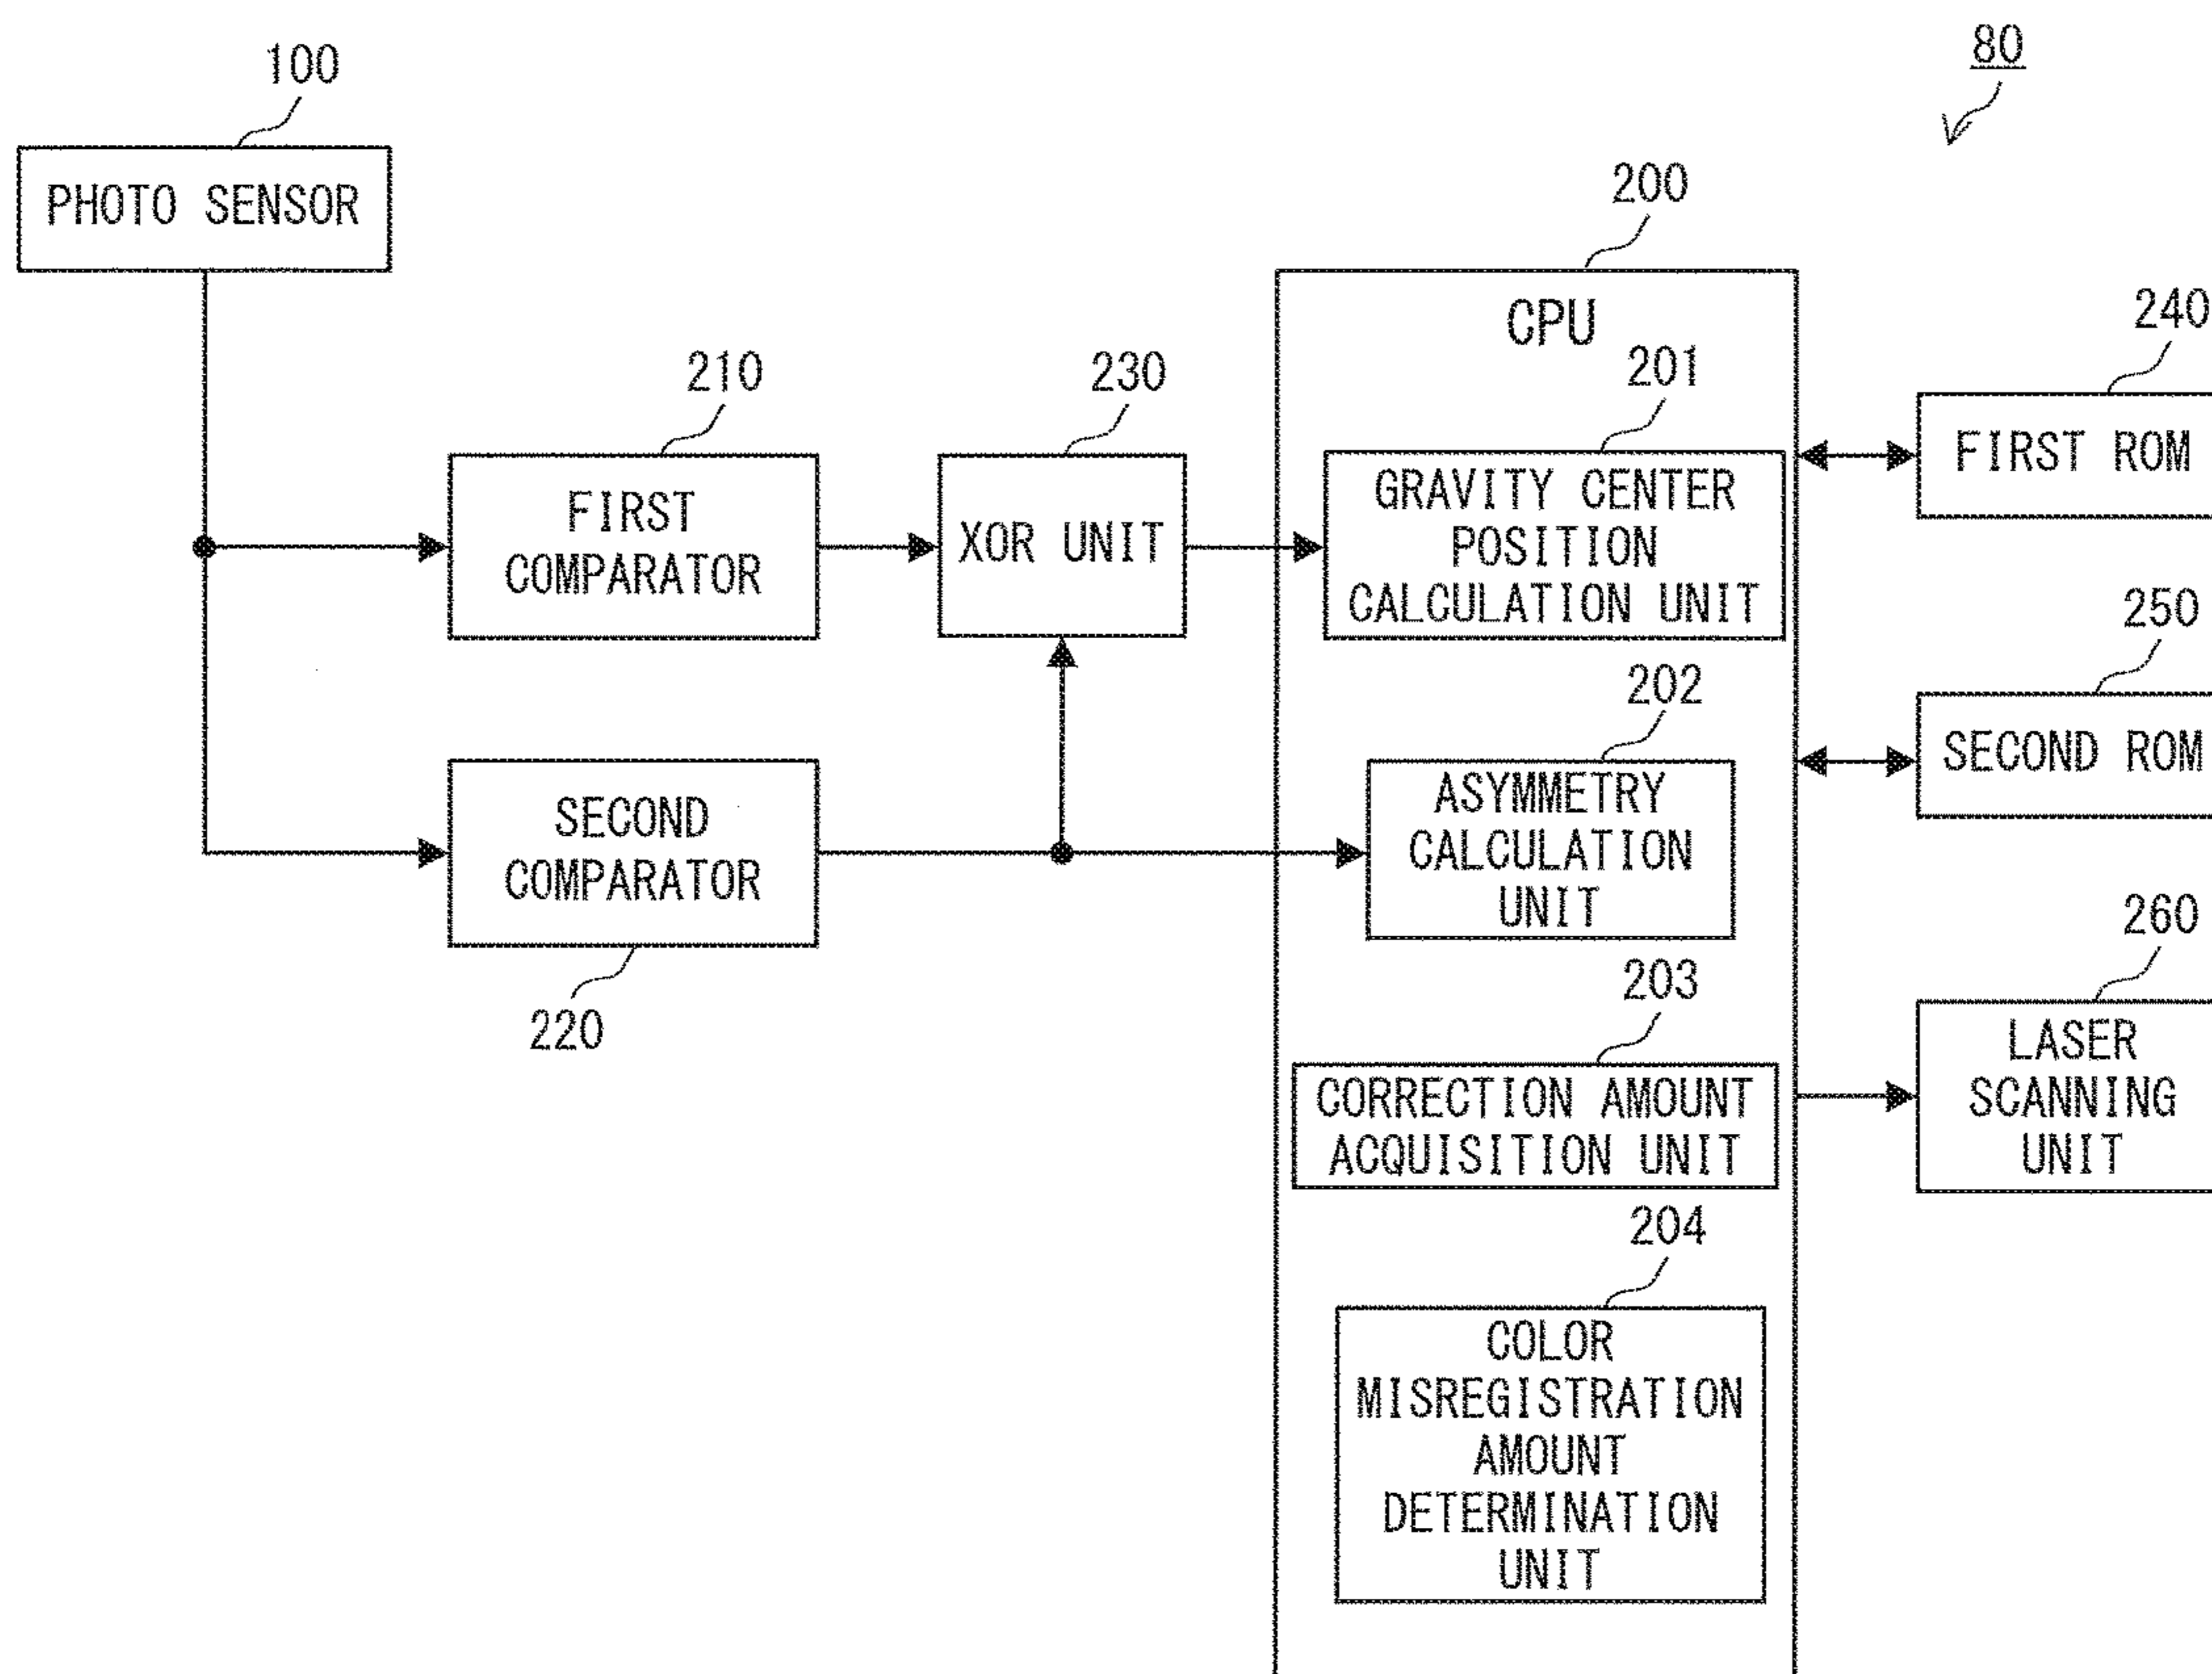 80
100
PHOTO SENSOR
200
CPU
210
FIRST
COMPARATOR
230
XOR UNIT
201
GRAVITY CENTER
POSITION
CALCULATION UNIT
240
FIRST ROM
220
SECOND
COMPARATOR
202
ASYMMETRY
CALCULATION
UNIT
250
SECOND ROM
203
CORRECTION AMOUNT
ACQUISITION UNIT
260
LASER
SCANNING
UNIT
204
COLOR
MISREGISTRATION
AMOUNT
DETERMINATION
UNIT